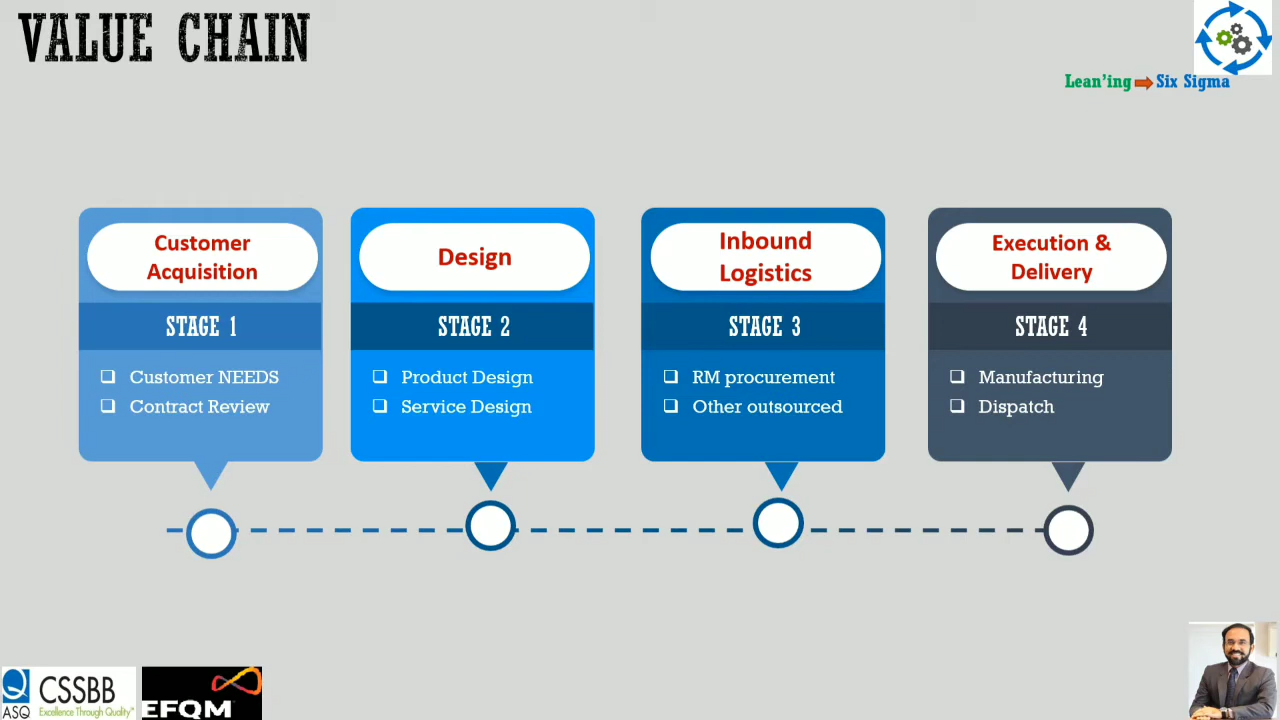 VALUE CHAIN
Lean'ing Six Sigma
Customer
Acquisition
STAGE 1
Customer NEEDS
Contract Review
Design
STAGE 2
Product Design
Service Design
Inbound
Logistics
STAGE 3
RM procurement
Other outsourced
Execution &
Delivery
STAGE 4
Manufacturing
Dispatch
CSSBB
ASQ Excellence Through Quality™
EFQM